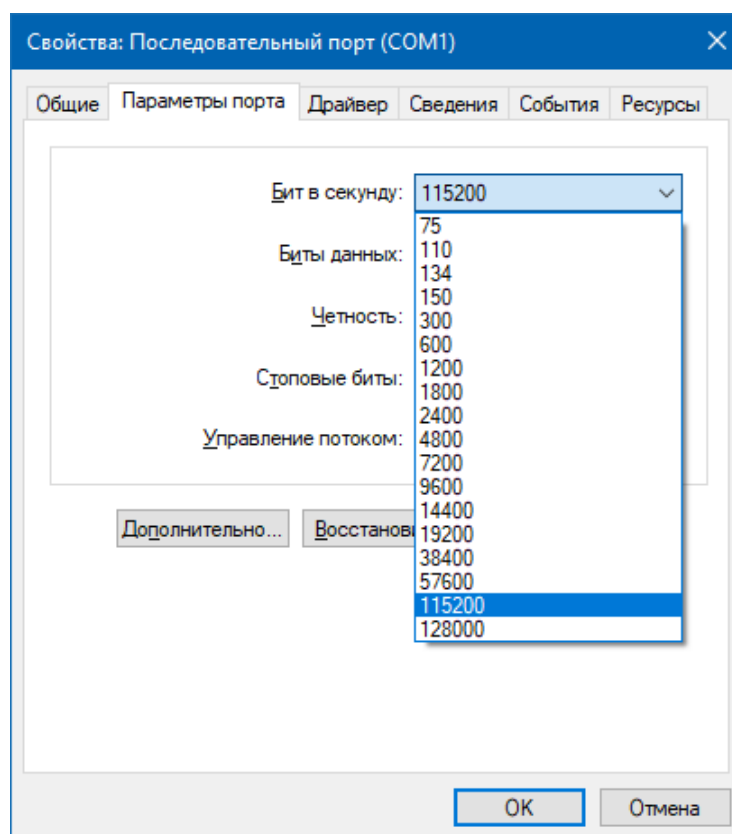 Свойства: Последовательный порт (COM1)
Общие Параметры порта Драйвер Сведения События Ресурсы
Бит в секунду: 115200
75
Биты данных: 110
134
150
Четность: 300
600
Стоповые биты: 1200
1800
2400
Управление потоком: 4800
7200
9600
14400
Дополнительно... 19200
38400
57600
115200
128000
OK Отмена